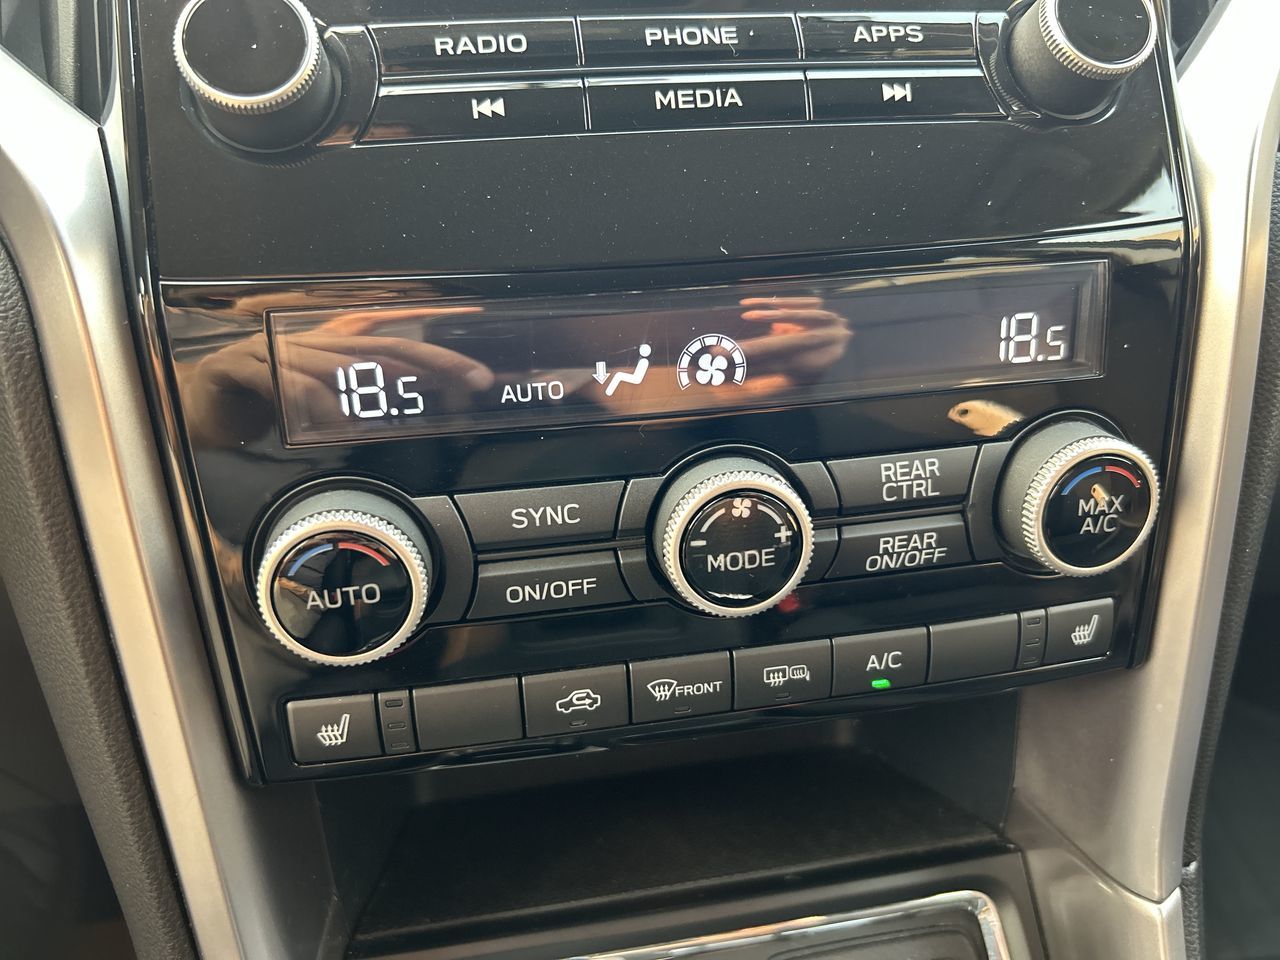 RADIO
PHONE
APPS
MEDIA
18.5
AUTO
18.5
AUTO
SYNC
ON/OFF
MODE
- +
REAR
CTRL
REAR
ON/OFF
MAX
A/C
FRONT
A/C